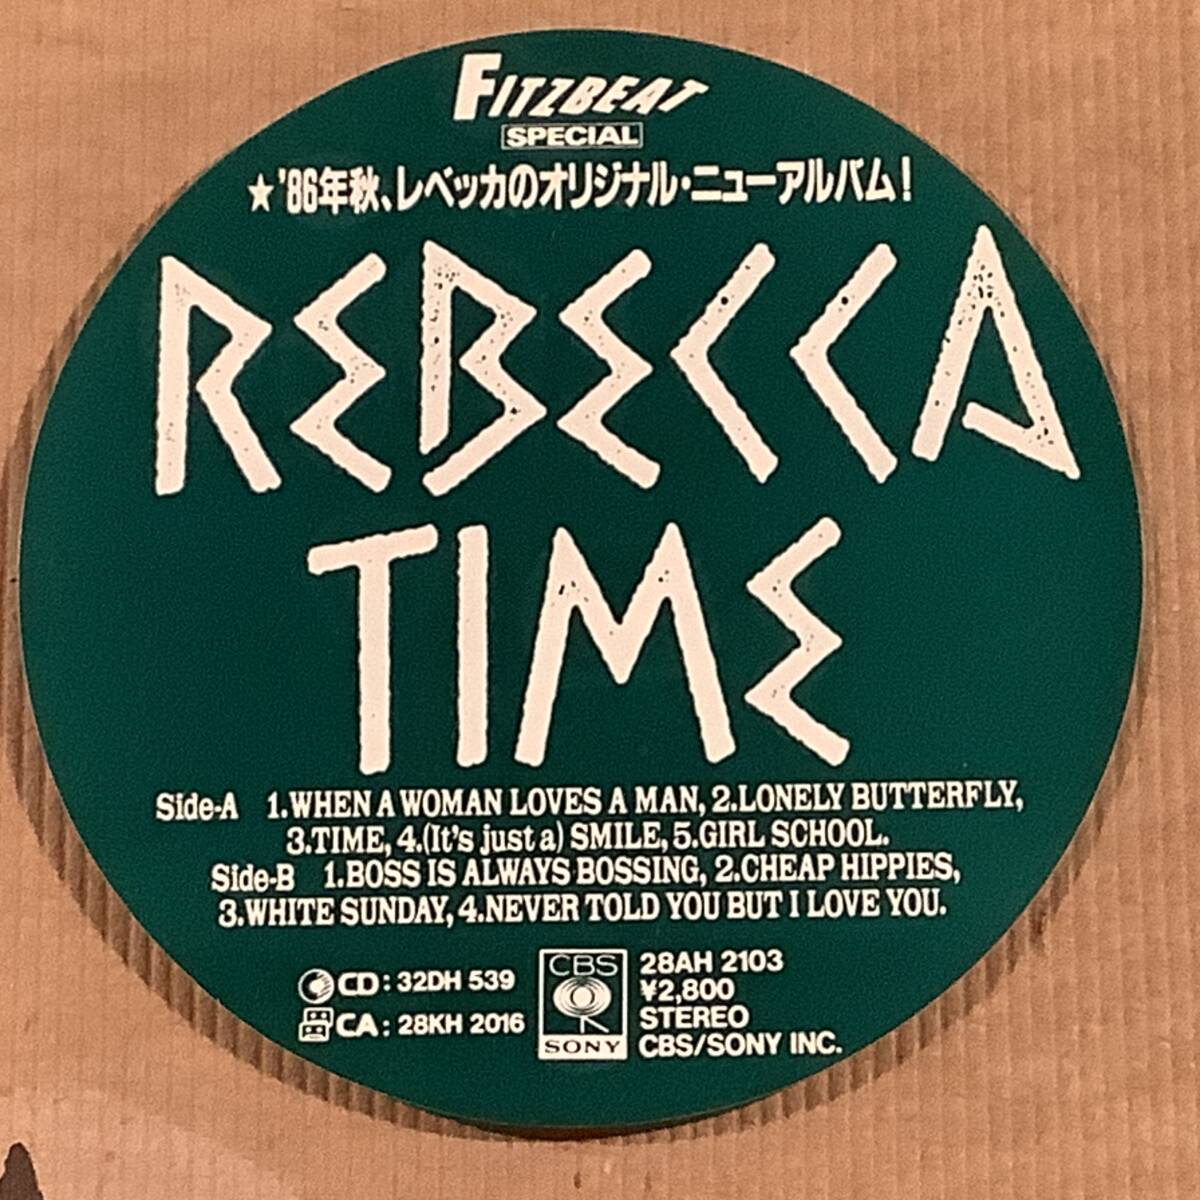 FITZBEAT
SPECIAL
★'86年秋、レベッカのオリジナル・ニューアルバム!
REBECCA
TIME
Side-A 1.WHEN A WOMAN LOVES A MAN, 2.LONELY BUTTERFLY,
3.TIME, 4.(It's just a) SMILE, 5.GIRL SCHOOL.
Side-B 1.BOSS IS ALWAYS BOSSING, 2.CHEAP HIPPIES,
3.WHITE SUNDAY, 4.NEVER TOLD YOU BUT I LOVE YOU.
CD: 32DH 539
CA: 28KH 2016
CBS
SONY
28AH 2103
¥2,800
STEREO
CBS/SONY INC.